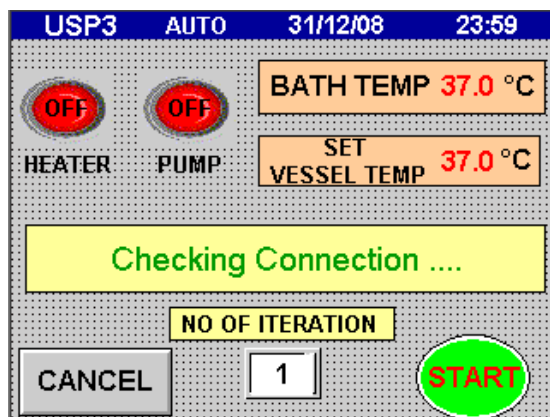 USP3 AUTO 31/12/08 23:59
OFF OFF BATH TEMP 37.0 °C
HEATER PUMP SET VESSEL TEMP 37.0 °C
Checking Connection ....
NO OF ITERATION
CANCEL 1 START